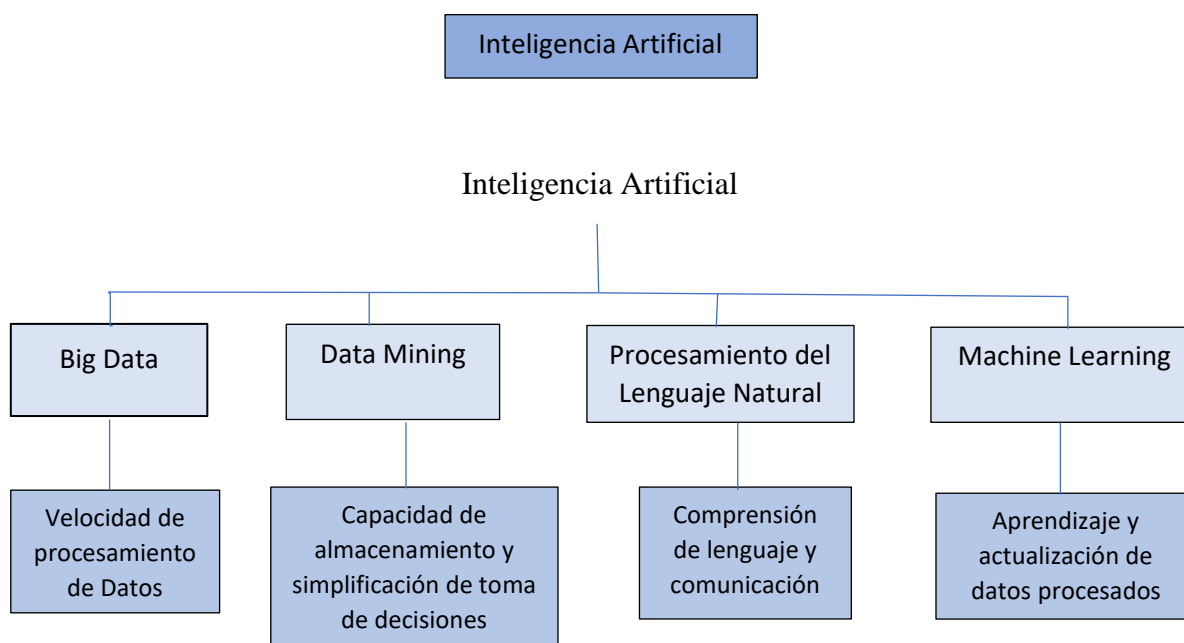 Inteligencia Artificial
Inteligencia Artificial
Big Data
Data Mining
Procesamiento del
Lenguaje Natural
Machine Learning
Velocidad de
procesamiento
de Datos
Capacidad de
almacenamiento y
simplificación de toma
de decisiones
Comprensión
de lenguaje y
comunicación
Aprendizaje y
actualización de
datos procesados